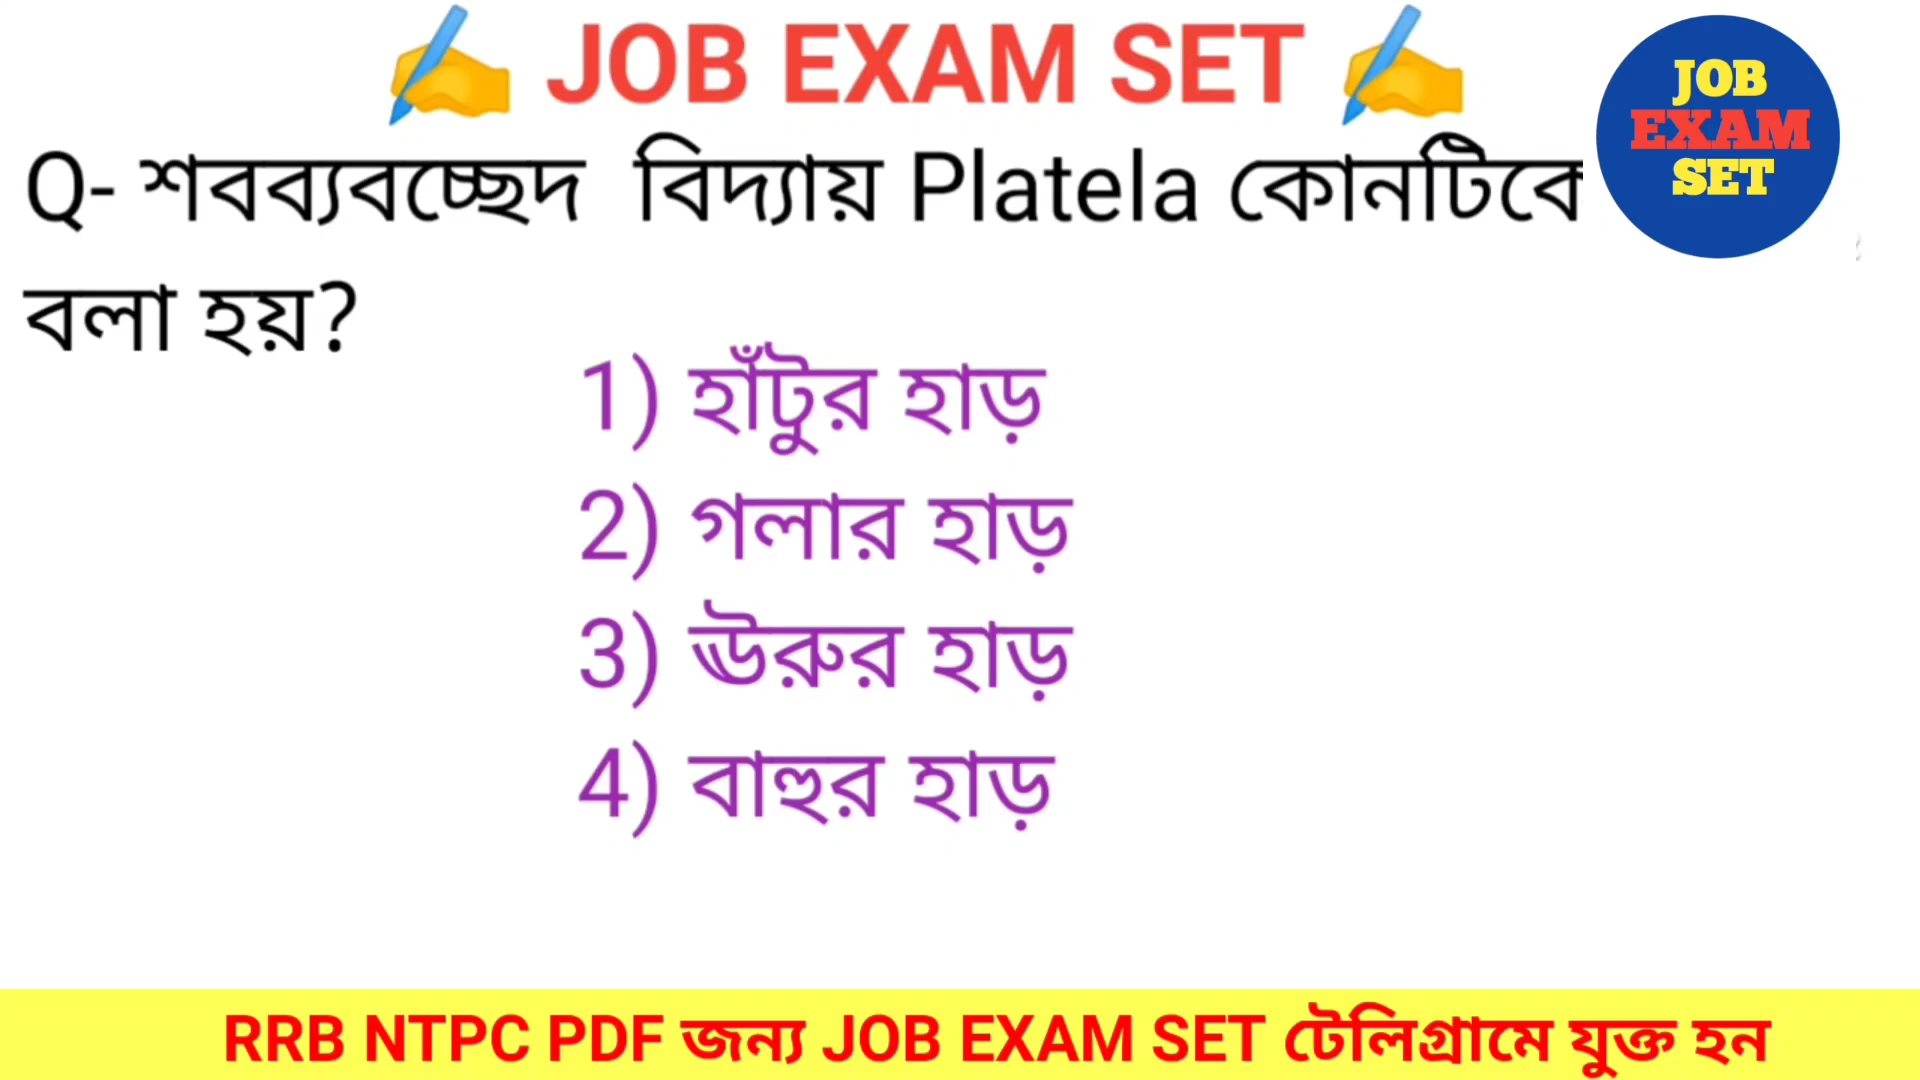 ✍️ JOB EXAM SET ✍️
JOB
EXAM
SET
Q- শবব্যবচ্ছেদ বিদ্যায় Platela কোনটিকে
বলা হয়?
1) হাঁটুর হাড়
2) গলার হাড়
3) ঊরুর হাড়
4) বাহুর হাড়
RRB NTPC PDF জন্য JOB EXAM SET টেলিগ্রামে যুক্ত হন